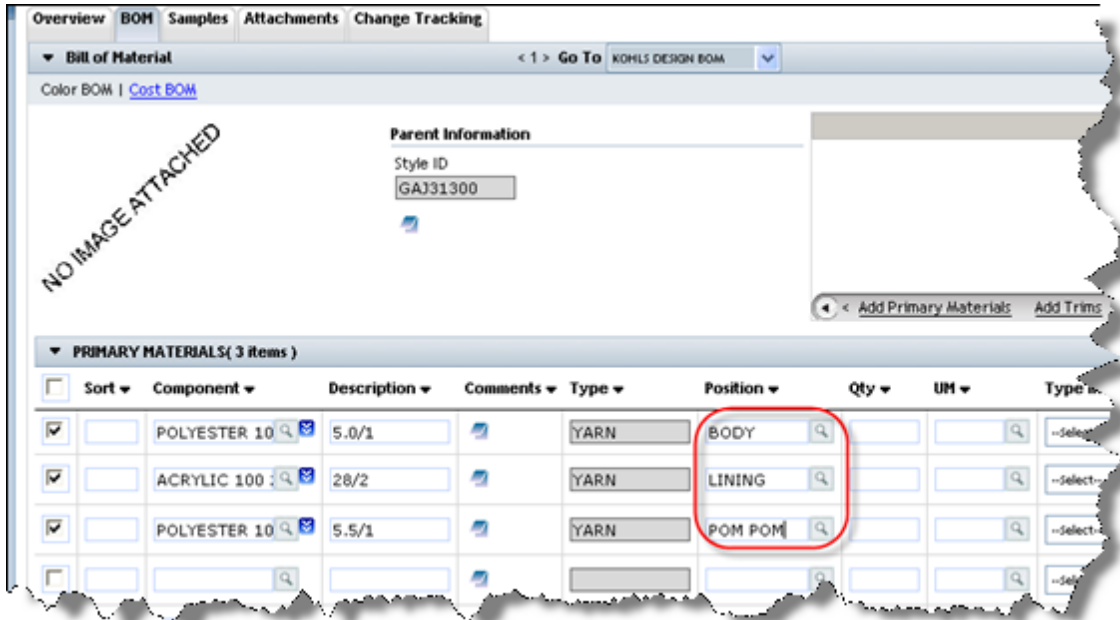 Overview BOM Samples Attachments Change Tracking
Bill of Material < 1 > Go To KOHLS DESIGN BOM
Color BOM | Cost BOM
NO IMAGE ATTACHED
Parent Information
Style ID
GAJ31300
< Add Primary Materials Add Trims
PRIMARY MATERIALS( 3 items )
Sort Component Description Comments Type Position Qty UM Type
POLYESTER 10 5.0/1 YARN BODY --Select
ACRYLIC 100 28/2 YARN LINING --Select--
POLYESTER 10 5.5/1 YARN POM POM --Select-